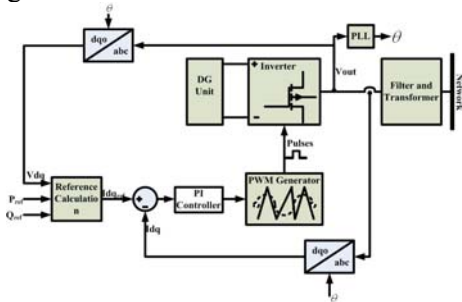 θ
dqo
abc
PLL
θ
DG
Unit
+
Inverter
-
Vout
Filter and
Transformer
Network
Pulses
Vdq
Reference
Calculatio
n
Idqref
+
-
PI
Controller
PWM Generator
Pref
Qref
Idq
dqo
abc
θ